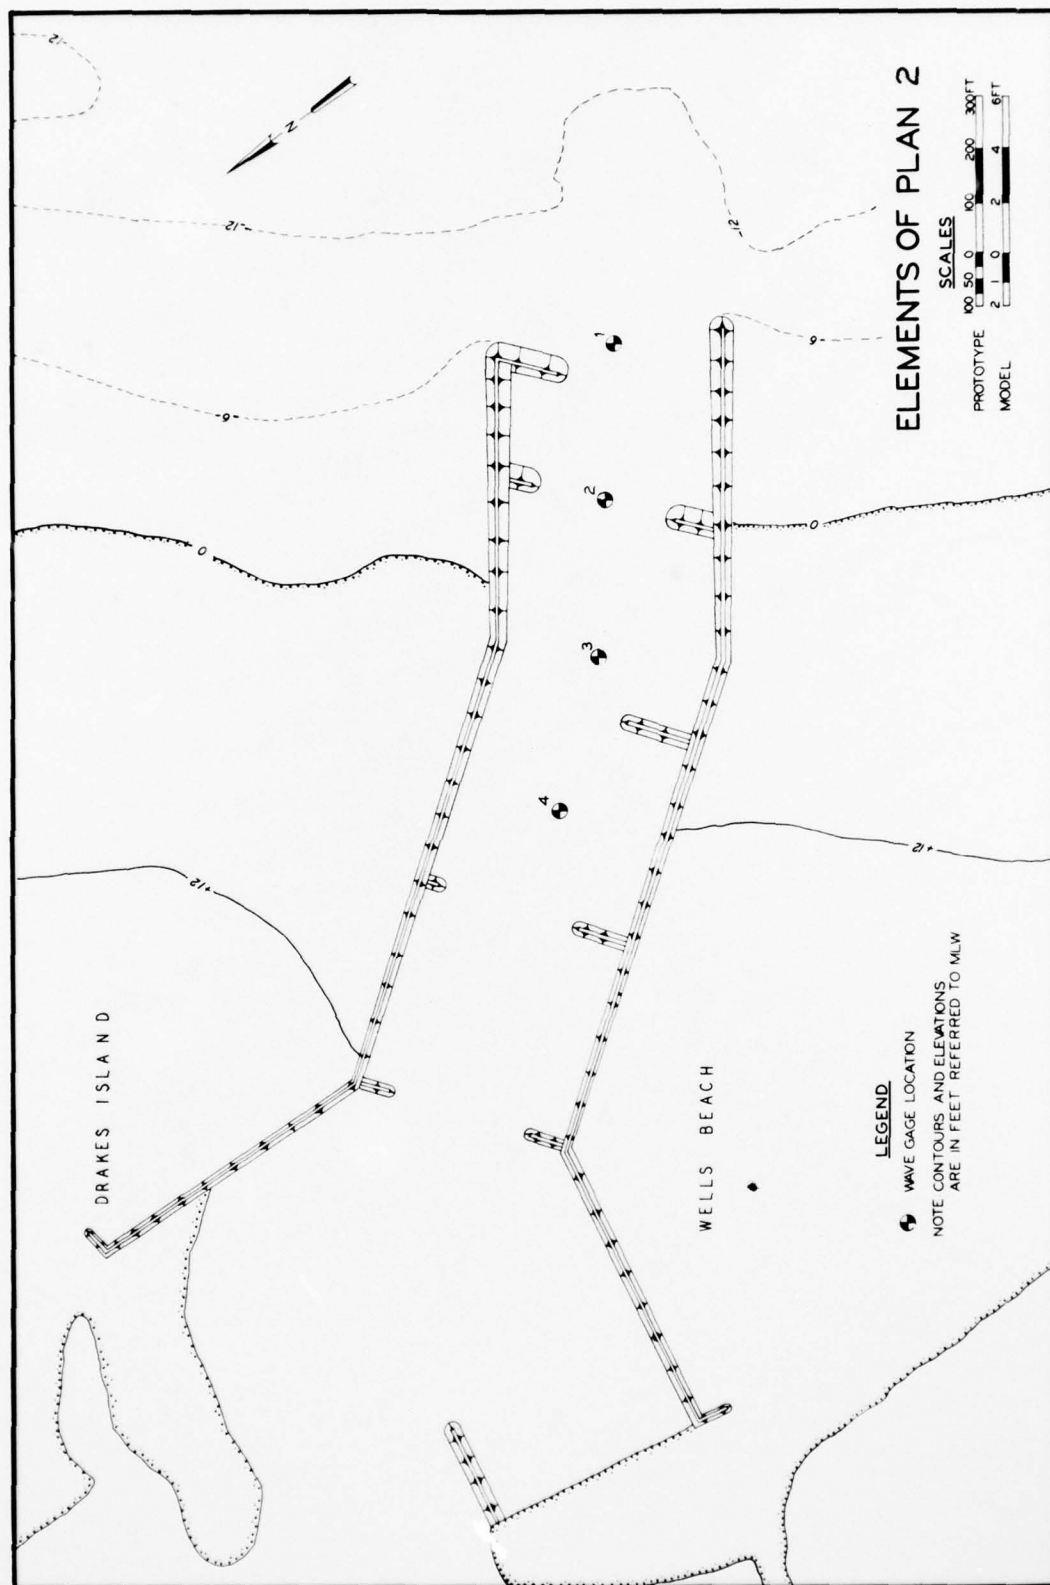 ELEMENTS OF PLAN 2
SCALES
PROTOTYPE 100 50 0 100 200 300FT
MODEL 2 1 0 2 4 6FT
DRAKES ISLAND
WELLS BEACH
LEGEND
WAVE GAGE LOCATION
NOTE CONTOURS AND ELEVATIONS
ARE IN FEET REFERRED TO MLW
N
-12
-12
-12
-6
-6
0
0
+12
+12
1
2
3
4